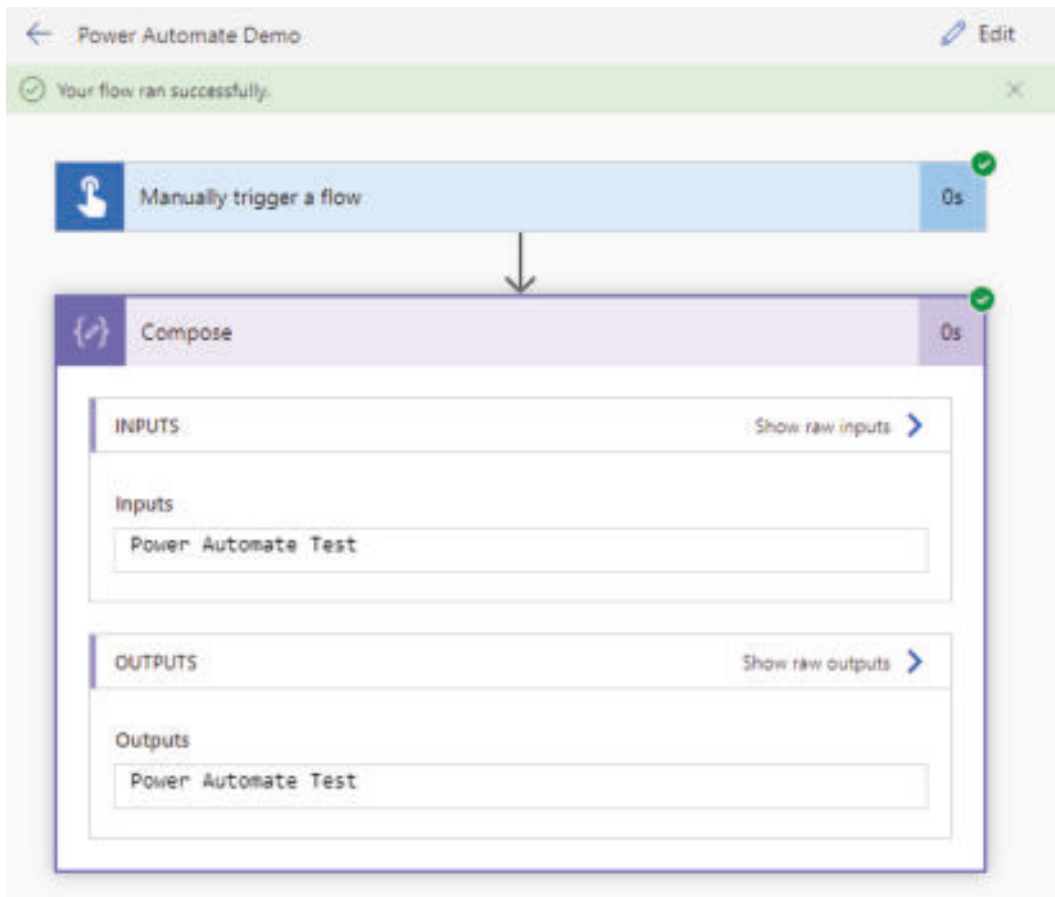 Power Automate Demo
Edit
Your flow ran successfully.
Manually trigger a flow
0s
Compose
0s
INPUTS
Show raw inputs
Inputs
Power Automate Test
OUTPUTS
Show raw outputs
Outputs
Power Automate Test